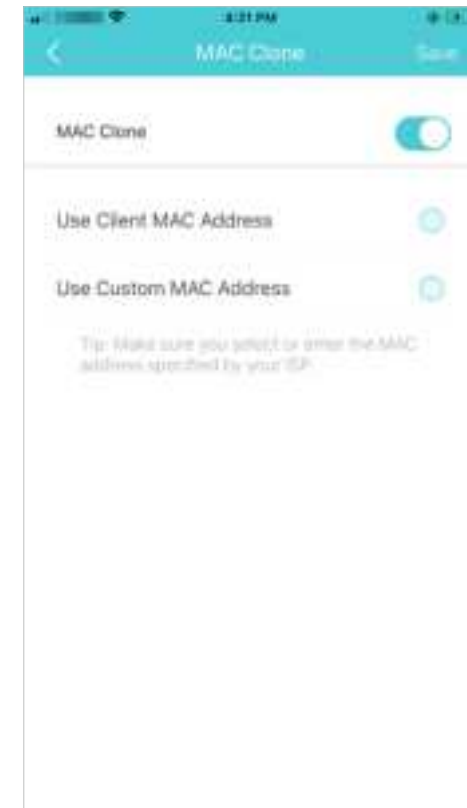 4:21 PM
MAC Clone
Save
MAC Clone
Use Client MAC Address
Use Custom MAC Address
Tip: Make sure you select or enter the MAC
address specified by your ISP.